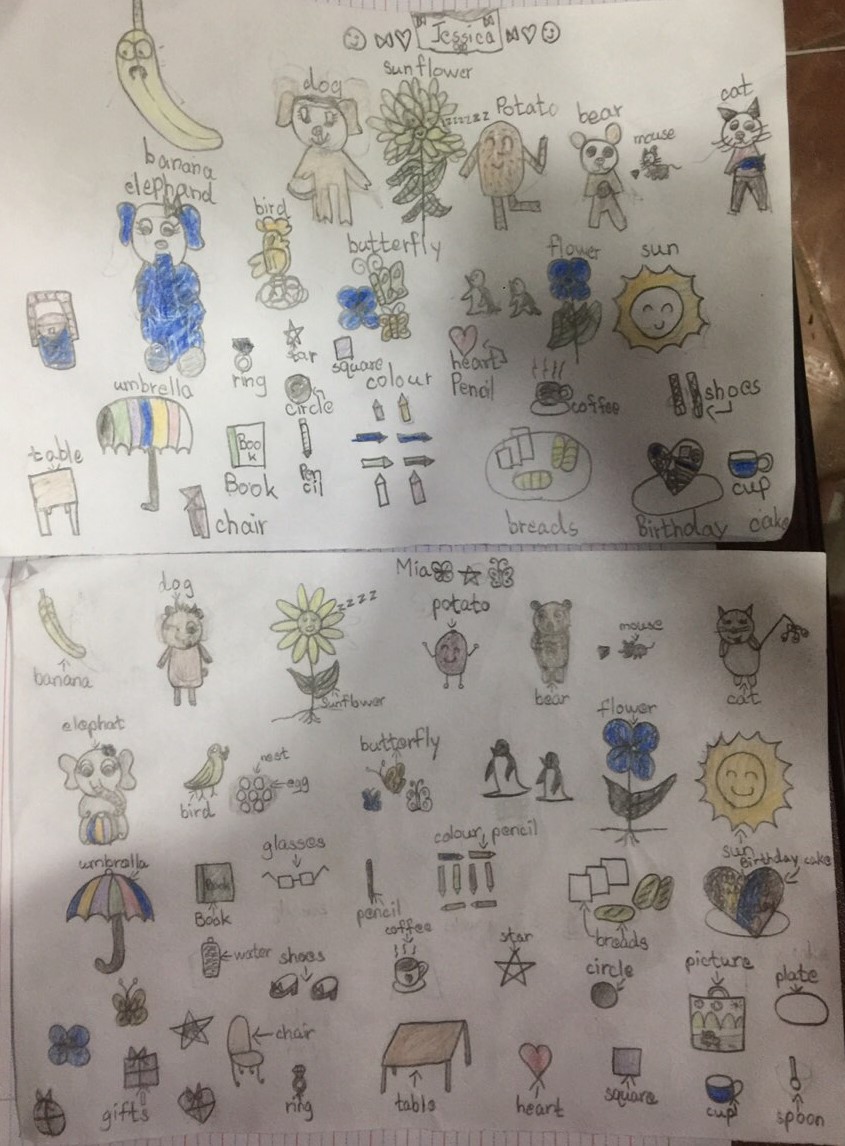 Jessica
sunflower
dog
zzzzz Potato
bear
mouse
cat
banana
elephand
bird
butterfly
flower
sun
ring
star
square
heart
Pencil
circle
colour
coffee
shoes
umbrella
table
Boo
k
Book
Pen
cil
chair
breads
Birthday cake
cup
Mia
dog
zzzz
potato
mouse
banana
sunflower
bear
cat
elephat
flower
butterfly
nest
egg
bird
glasses
colour pencil
sun
Birthday cake
umbrella
Book
Book
pencil
coffee
breads
water
shoes
star
circle
picture
plate
chair
gifts
ring
table
heart
square
cup
spoon